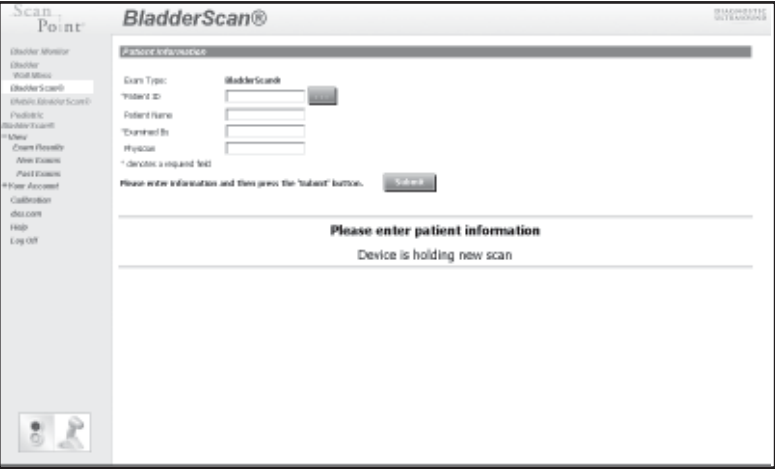 Scan
Point
BladderScan®
DIAGNOSTIC
ULTRASOUND
Bladder Monitor
Bladder
Wall Mass
BladderScan®
Mobile BladderScan®
Pediatric
BladderScan®
View
Exam Results
New Exams
Past Exams
Your Account
Calibration
dxu.com
Help
Log Off
Patient Information
Exam Type: BladderScan®
*Patient ID
...
Patient Name
*Examined By
Physician
* denotes a required field
Please enter information and then press the 'Submit' button. Submit
Please enter patient information
Device is holding new scan